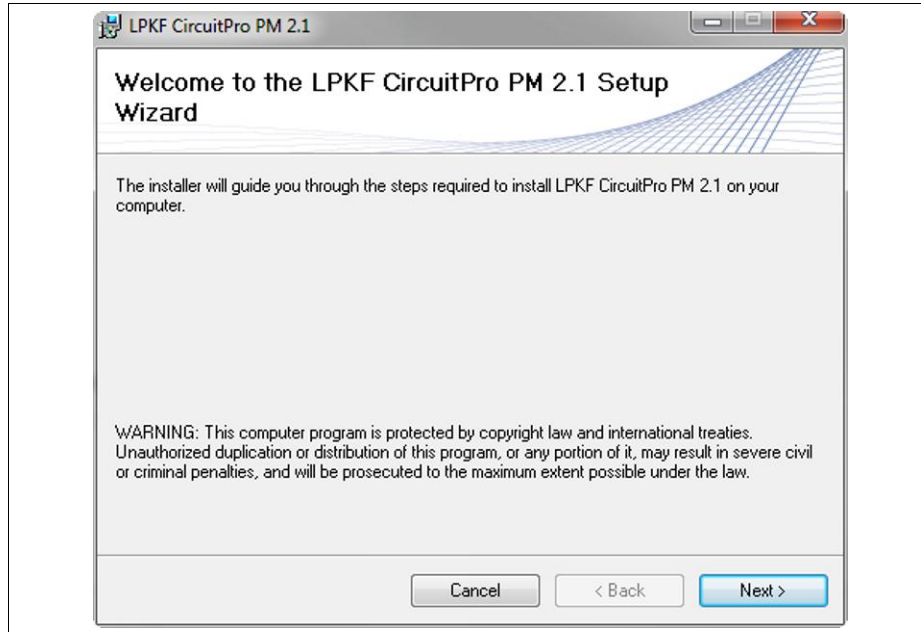 LPKF CircuitPro PM 2.1
Welcome to the LPKF CircuitPro PM 2.1 Setup
Wizard
The installer will guide you through the steps required to install LPKF CircuitPro PM 2.1 on your
computer.
WARNING: This computer program is protected by copyright law and international treaties.
Unauthorized duplication or distribution of this program, or any portion of it, may result in severe civil
or criminal penalties, and will be prosecuted to the maximum extent possible under the law.
Cancel
< Back
Next >